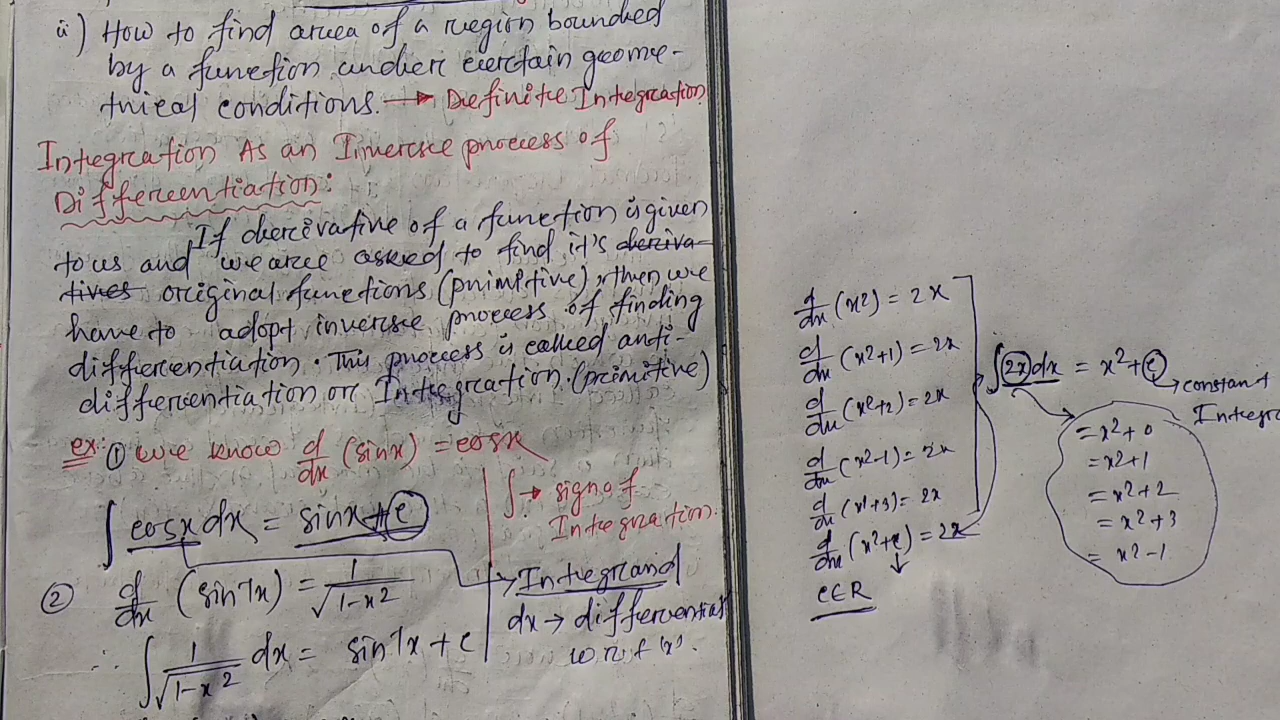 ii) How to find area of a region bounded
by a function under certain geome-
trical conditions. → Definite Integration
Integration As an Inverse process of
Differentiation:
If derivative of a function is given
to us and we are asked to find it's deriva-
tives original functions (primitive), then we
have to adopt inverse process of finding
differentiation. This process is called anti-
differentiation or Integration. (primitive)
ex: ① we know d/dx (sinx) = cosx
∫ cosx dx = sinx + c
∫ → sign of
Integration.
② d/dx (sin⁻¹x) = 1/√1-x²
→ Integrand
dx → differential
w r t 'x'.
∴ ∫ 1/√1-x² dx = sin⁻¹x + c
d/dx (x²) = 2x
d/dx (x²+1) = 2x
d/dx (x²+2) = 2x
d/dx (x²-1) = 2x
d/dx (x²+3) = 2x
d/dx (x²+c) = 2x
c∈R
∫ 2x dx = x² + c
→ constant
Integr
= x²+0
= x²+1
= x²+2
= x²+3
= x²-1